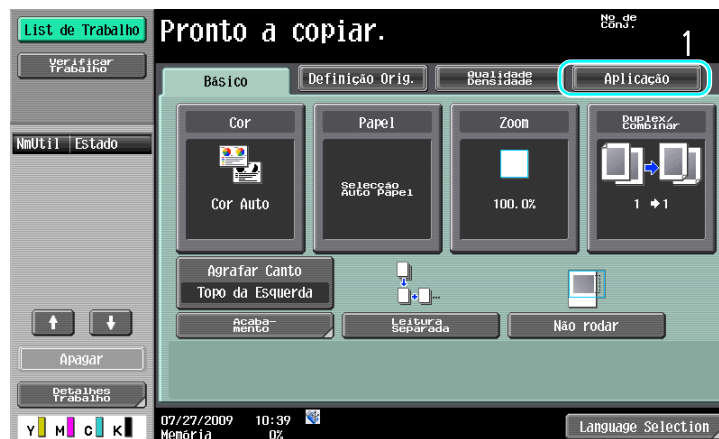 List de Trabalho
Verificar
Trabalho
NmUtil
Estado
Apagar
Detalhes
Trabalho
Y M C K
Pronto a copiar.
No de
Conj.
1
Básico
Definição Orig.
Qualidade
Densidade
Aplicação
Cor
Cor Auto
Papel
Selecção
Auto Papel
Zoom
100.0%
Duplex/
Combinar
1 → 1
Agrafar Canto
Topo da Esquerda
Acaba-
mento
Leitura
Separada
Não rodar
07/27/2009 10:39
Memória 0%
Language Selection